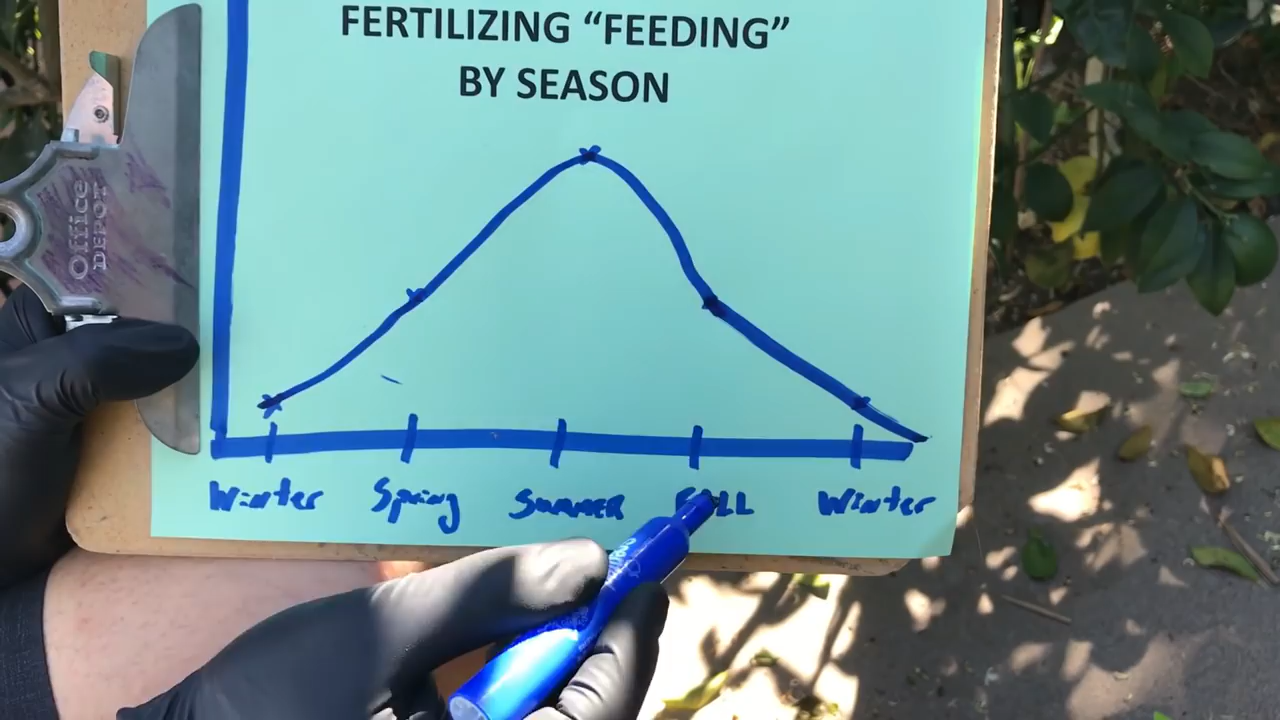 FERTILIZING “FEEDING”
BY SEASON
Office
DEPOT
Winter Spring SUMMER FALL Winter